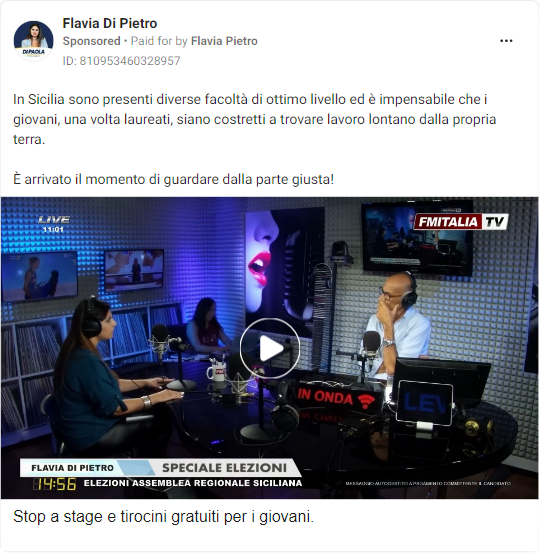 Flavia Di Pietro
Sponsored • Paid for by Flavia Pietro
ID: 810953460328957
In Sicilia sono presenti diverse facoltà di ottimo livello ed è impensabile che i
giovani, una volta laureati, siano costretti a trovare lavoro lontano dalla propria
terra.
È arrivato il momento di guardare dalla parte giusta!
LIVE
11:01
FMITALIA TV
FMITALIA
IN ONDA
LEV
FLAVIA DI PIETRO
SPECIALE ELEZIONI
14:56
ELEZIONI ASSEMBLEA REGIONALE SICILIANA
MESSAGGIO AUTOGESTITO A PAGAMENTO COMMITTENTE IL CANDIDATO
Stop a stage e tirocini gratuiti per i giovani.